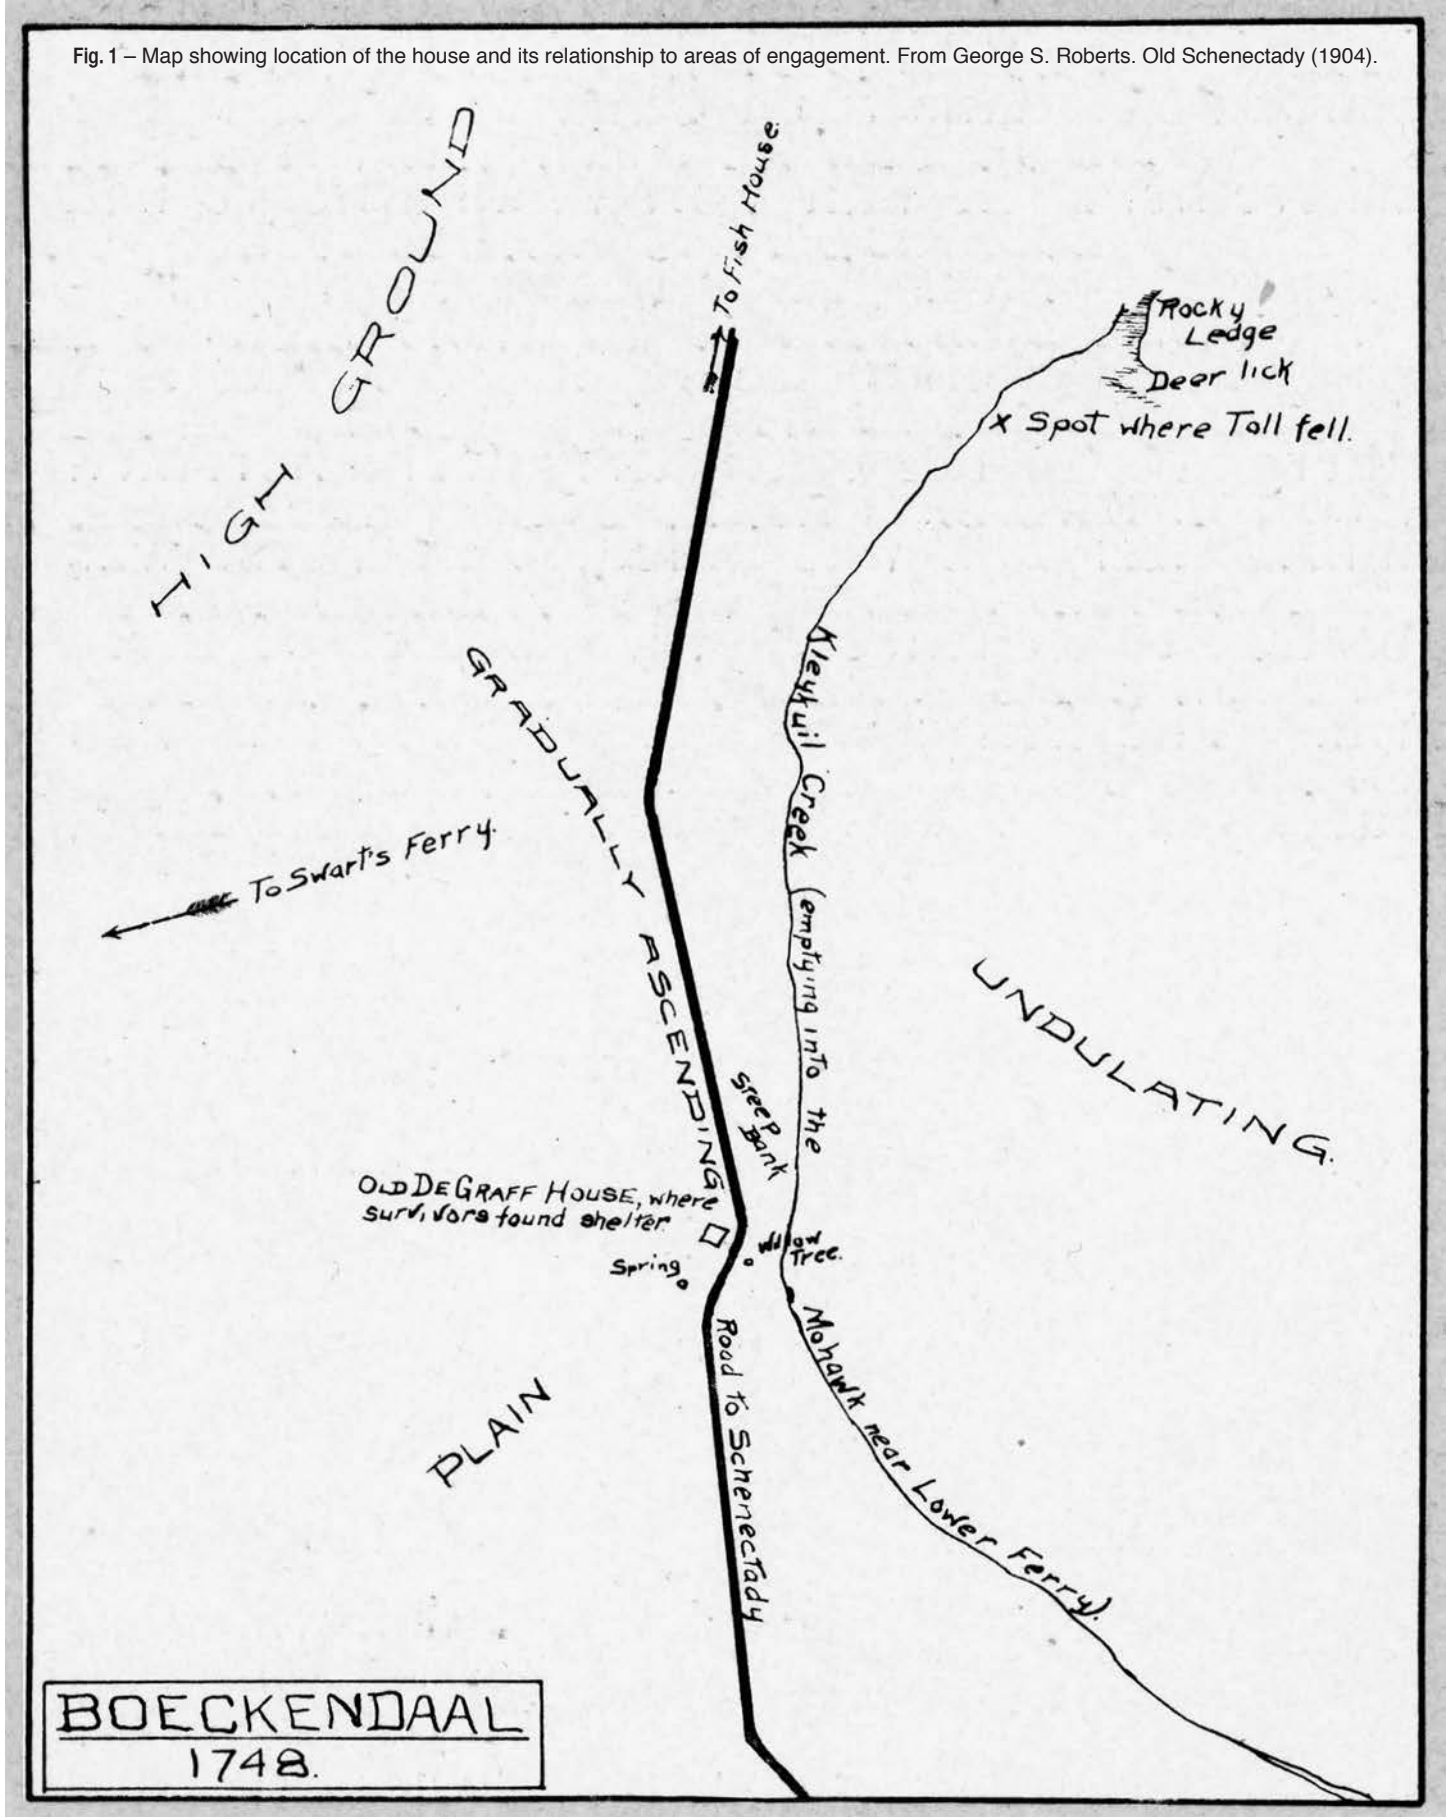 Fig. 1 – Map showing location of the house and its relationship to areas of engagement. From George S. Roberts. Old Schenectady (1904).
GROUND
To Fish House.
Rocky
Ledge
Deer lick
x Spot where Toll fell.
GRADUALLY ASCENDING
To Swart's Ferry.
Creek (emptying into the
Mohawk near Lower Ferry).
UNDULATING.
Steep
Bank
OLD DE GRAFF HOUSE, where
survivors found shelter
Willow
Tree.
Spring
Road to Schenectady
PLAIN
BOECKENDAAL
1748.